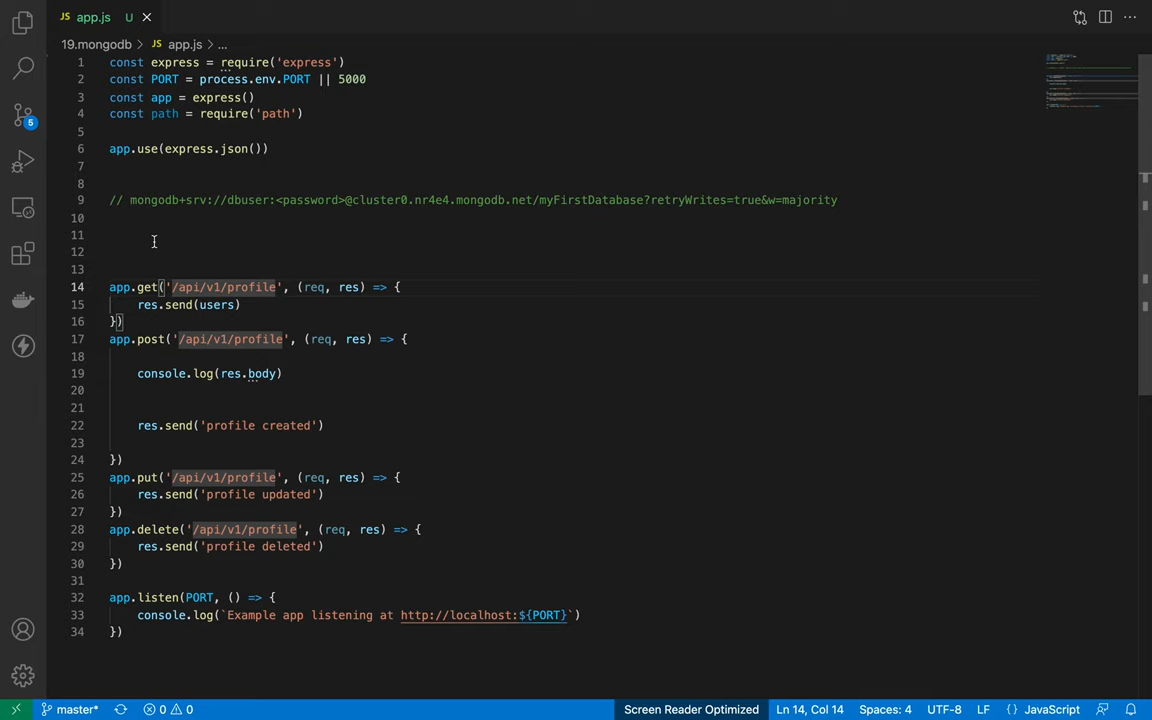 JS app.js U
5
19.mongodb > JS app.js > ...
1 const express = require('express')
2 const PORT = process.env.PORT || 5000
3 const app = express()
4 const path = require('path')
5
6 app.use(express.json())
7
8
9 // mongodb+srv://dbuser:<password>@cluster0.nr4e4.mongodb.net/myFirstDatabase?retryWrites=true&w=majority
10
11
12
13
14 app.get('/api/v1/profile', (req, res) => {
15 res.send(users)
16 })
17 app.post('/api/v1/profile', (req, res) => {
18
19 console.log(res.body)
20
21
22 res.send('profile created')
23
24 })
25 app.put('/api/v1/profile', (req, res) => {
26 res.send('profile updated')
27 })
28 app.delete('/api/v1/profile', (req, res) => {
29 res.send('profile deleted')
30 })
31
32 app.listen(PORT, () => {
33 console.log(`Example app listening at http://localhost:${PORT}`)
34 })
master* 0 0 Screen Reader Optimized Ln 14, Col 14 Spaces: 4 UTF-8 LF {} JavaScript